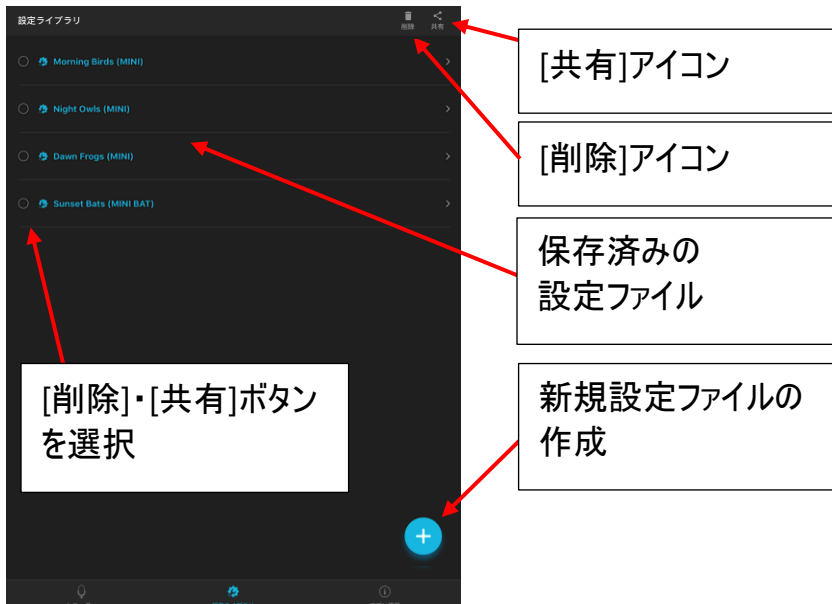 設定ライブラリ
削除
共有
Morning Birds (MINI)
Night Owls (MINI)
Dawn Frogs (MINI)
Sunset Bats (MINI BAT)
[共有]アイコン
[削除]アイコン
保存済みの
設定ファイル
[削除]・[共有]ボタン
を選択
新規設定ファイルの
作成